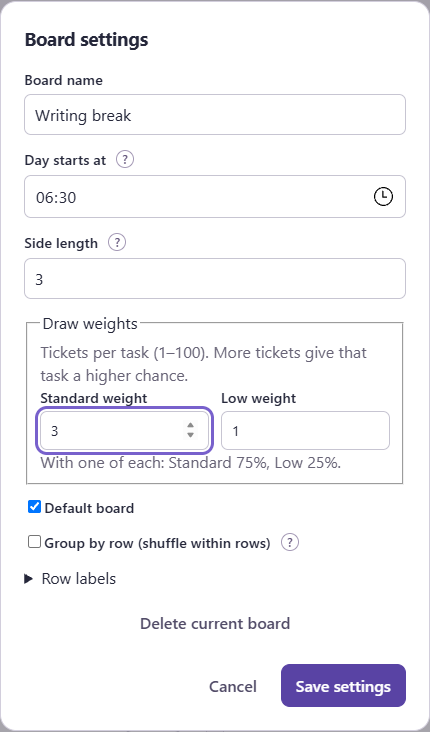 Board settings
Board name
Writing break
Day starts at ?
06:30
Side length ?
3
Draw weights
Tickets per task (1–100). More tickets give that
task a higher chance.
Standard weight Low weight
3 1
With one of each: Standard 75%, Low 25%.
Default board
Group by row (shuffle within rows) ?
Row labels
Delete current board
Cancel Save settings